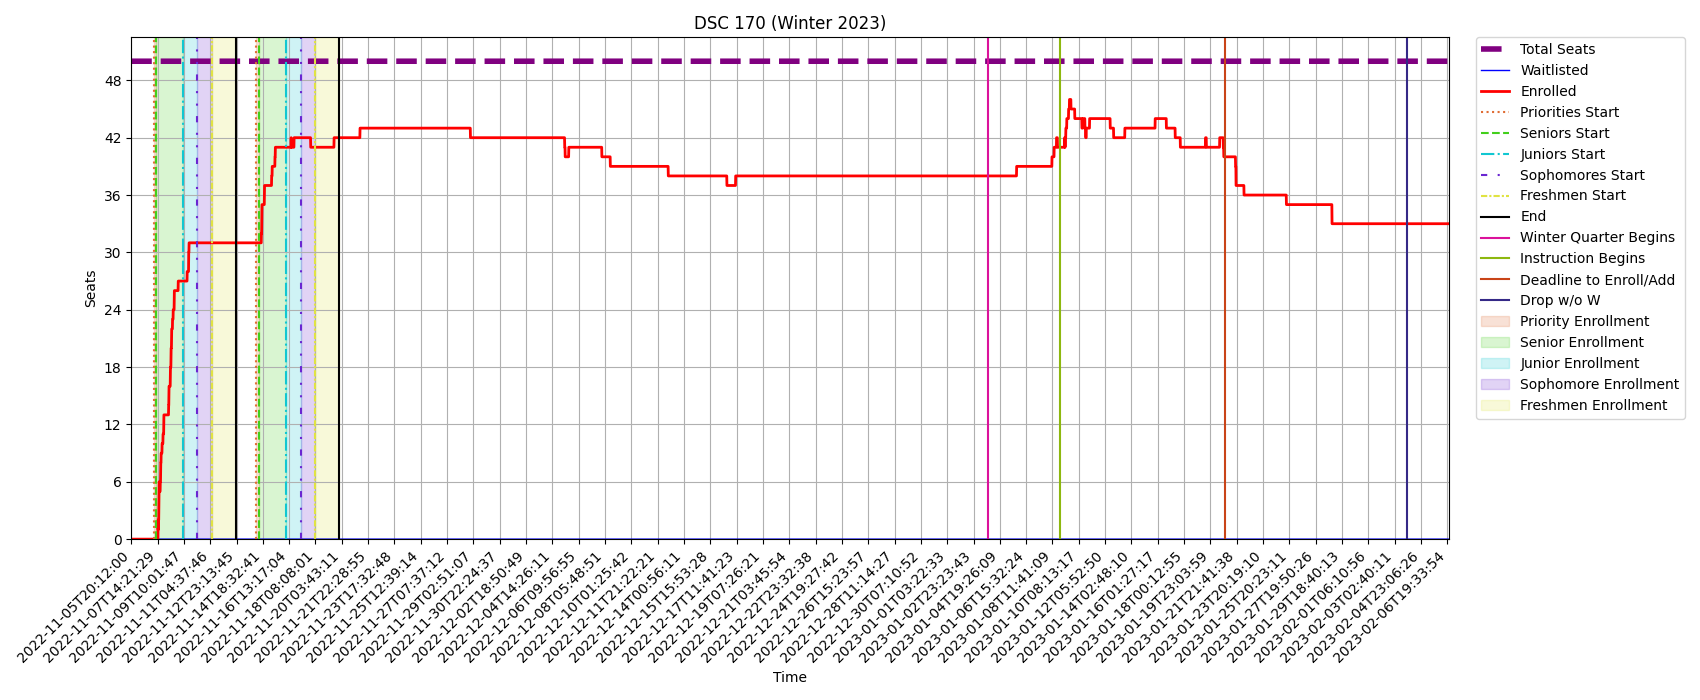 DSC 170 (Winter 2023)
Seats
48
42
36
30
24
18
12
6
0
2022-11-05T20:12:00
2022-11-07T14:21:29
2022-11-09T10:01:47
2022-11-11T04:37:46
2022-11-12T23:13:45
2022-11-14T18:32:41
2022-11-16T13:17:04
2022-11-18T08:08:01
2022-11-20T03:43:11
2022-11-21T22:28:55
2022-11-23T17:32:48
2022-11-25T12:39:14
2022-11-27T07:37:12
2022-11-29T02:51:07
2022-11-30T22:24:37
2022-12-02T18:50:49
2022-12-04T14:26:11
2022-12-06T09:56:55
2022-12-08T05:48:51
2022-12-10T01:25:42
2022-12-11T21:22:21
2022-12-14T00:56:11
2022-12-15T15:53:28
2022-12-17T11:41:23
2022-12-19T07:26:21
2022-12-21T03:45:54
2022-12-22T23:32:38
2022-12-24T19:27:42
2022-12-26T15:23:57
2022-12-28T11:14:27
2022-12-30T07:10:52
2023-01-01T03:22:33
2023-01-02T23:23:43
2023-01-04T19:26:09
2023-01-06T15:32:24
2023-01-08T11:41:09
2023-01-10T08:13:17
2023-01-12T05:52:50
2023-01-14T02:48:10
2023-01-16T01:27:17
2023-01-18T00:12:55
2023-01-19T23:03:59
2023-01-21T21:41:38
2023-01-23T20:19:10
2023-01-25T20:23:11
2023-01-27T19:50:26
2023-01-29T18:40:13
2023-02-01T06:10:56
2023-02-03T02:40:11
2023-02-04T23:06:26
2023-02-06T19:33:54
Time
Total Seats
Waitlisted
Enrolled
Priorities Start
Seniors Start
Juniors Start
Sophomores Start
Freshmen Start
End
Winter Quarter Begins
Instruction Begins
Deadline to Enroll/Add
Drop w/o W
Priority Enrollment
Senior Enrollment
Junior Enrollment
Sophomore Enrollment
Freshmen Enrollment